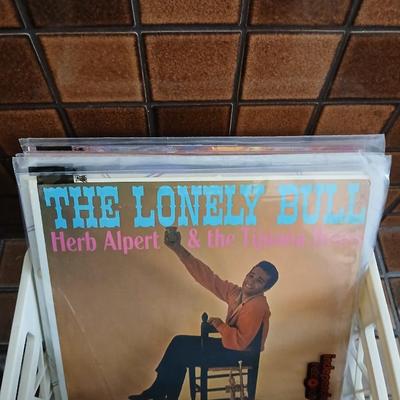 THE LONELY BULL
Herb Alpert & the Tijuana Brass